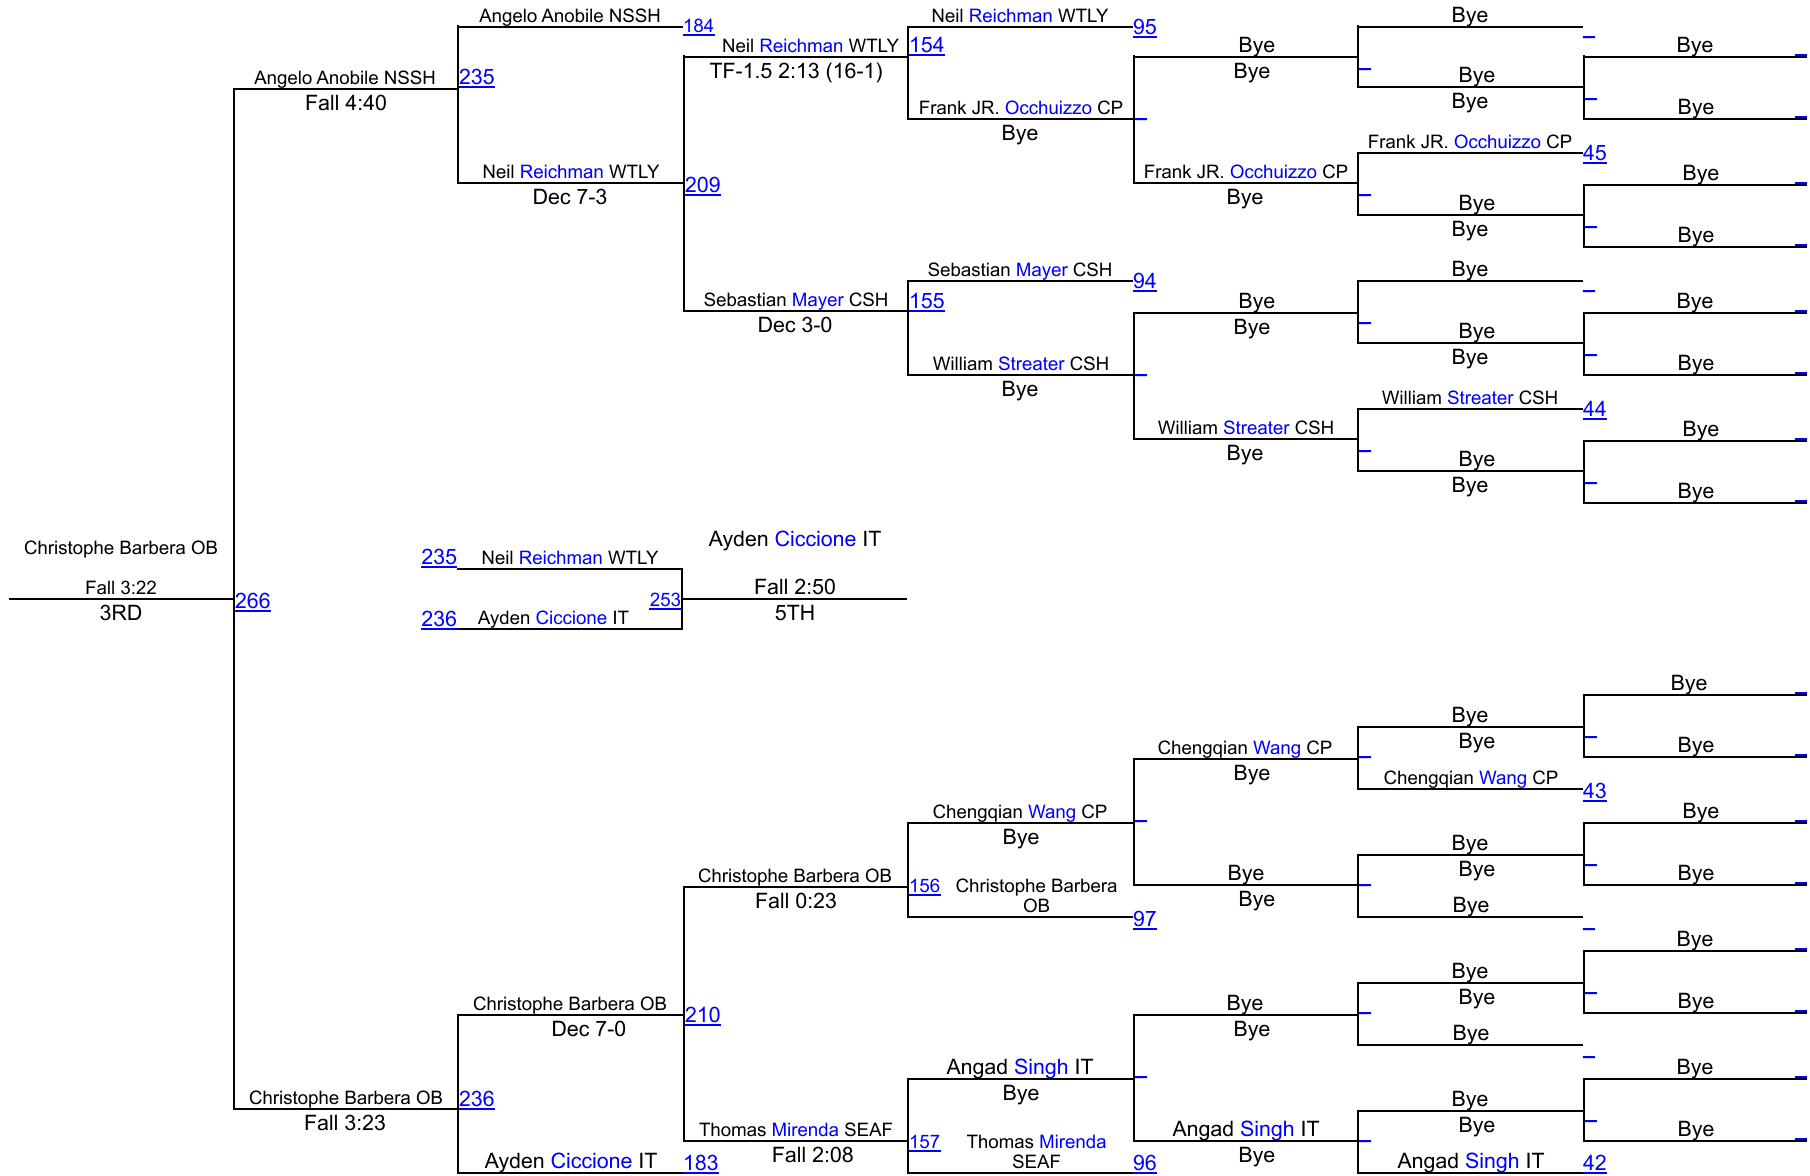 Angelo Anobile NSSH
184
Neil Reichman WTLY
95
Bye
Neil Reichman WTLY
154
Bye
Bye
TF-1.5 2:13 (16-1)
Bye
Angelo Anobile NSSH
235
Bye
Fall 4:40
Bye
Frank JR. Occhuizzo CP
Bye
Bye
Frank JR. Occhuizzo CP
45
Neil Reichman WTLY
209
Frank JR. Occhuizzo CP
Bye
Dec 7-3
Bye
Bye
Bye
Bye
Sebastian Mayer CSH
94
Bye
Sebastian Mayer CSH
155
Bye
Bye
Dec 3-0
Bye
Bye
Bye
William Streater CSH
Bye
Bye
William Streater CSH
44
William Streater CSH
Bye
Bye
Bye
Bye
Bye
Christophe Barbera OB
Fall 3:22
3RD
266
235
Neil Reichman WTLY
236
Ayden Ciccione IT
253
Ayden Ciccione IT
Fall 2:50
5TH
Bye
Bye
Bye
Chengqian Wang CP
Bye
Bye
Chengqian Wang CP
43
Chengqian Wang CP
Bye
Bye
Bye
Bye
Christophe Barbera OB
156
Christophe Barbera
OB
97
Fall 0:23
Bye
Bye
Bye
Bye
Bye
Bye
Bye
Christophe Barbera OB
210
Bye
Bye
Dec 7-0
Bye
Bye
Angad Singh IT
Bye
Bye
Christophe Barbera OB
236
Bye
Bye
Fall 3:23
Thomas Mirenda SEAF
157
Thomas Mirenda
SEAF
96
Fall 2:08
Angad Singh IT
Bye
Bye
Ayden Ciccione IT
183
Angad Singh IT
42